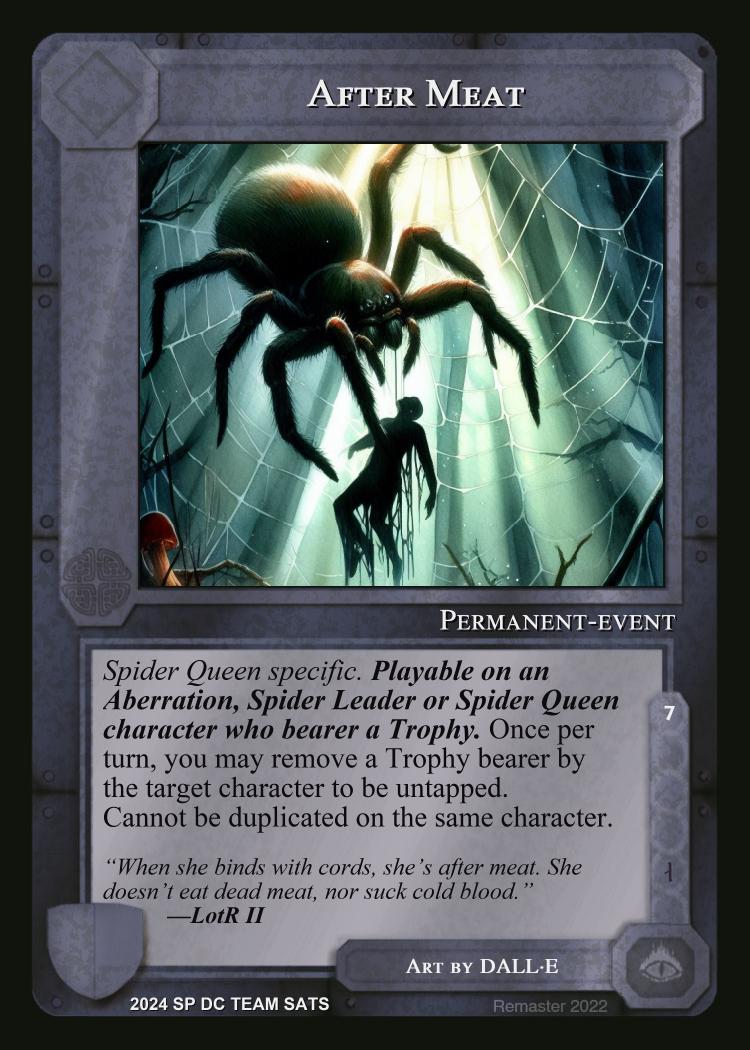 After Meat
Permanent-event
Spider Queen specific. Playable on an
Aberration, Spider Leader or Spider Queen
character who bearer a Trophy. Once per
turn, you may remove a Trophy bearer by
the target character to be untapped.
Cannot be duplicated on the same character.
7
“When she binds with cords, she’s after meat. She
doesn’t eat dead meat, nor suck cold blood.”
—LotR II
Art by DALL·E
2024 SP DC TEAM SATS
Remaster 2022